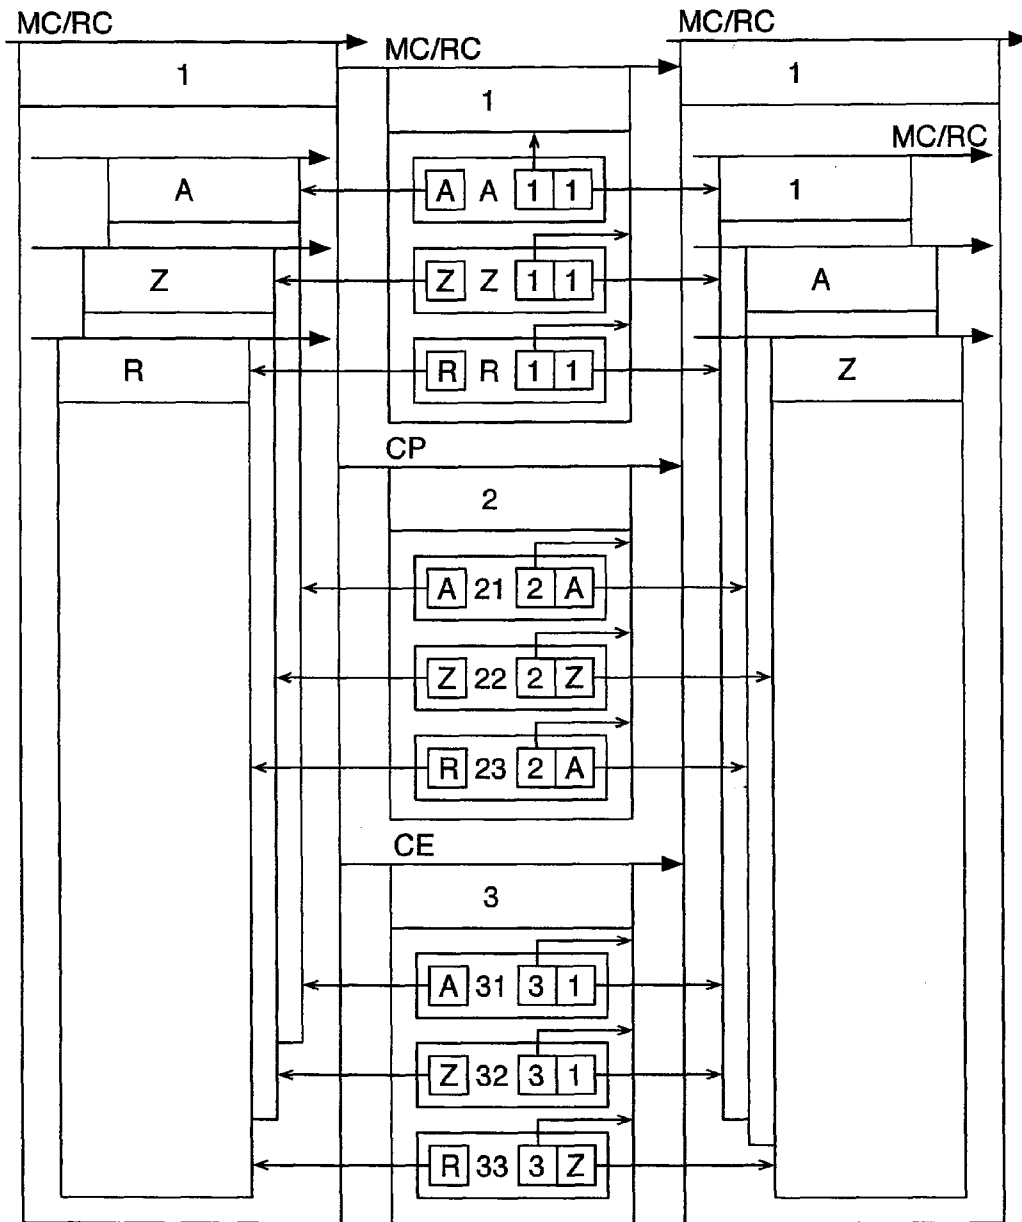 MC/RC
MC/RC
MC/RC
1
1
1
MC/RC
A
A A 1 1
1
Z
Z Z 1 1
A
R
R R 1 1
Z
CP
2
A 21 2 A
Z 22 2 Z
R 23 2 A
CE
3
A 31 3 1
Z 32 3 1
R 33 3 Z